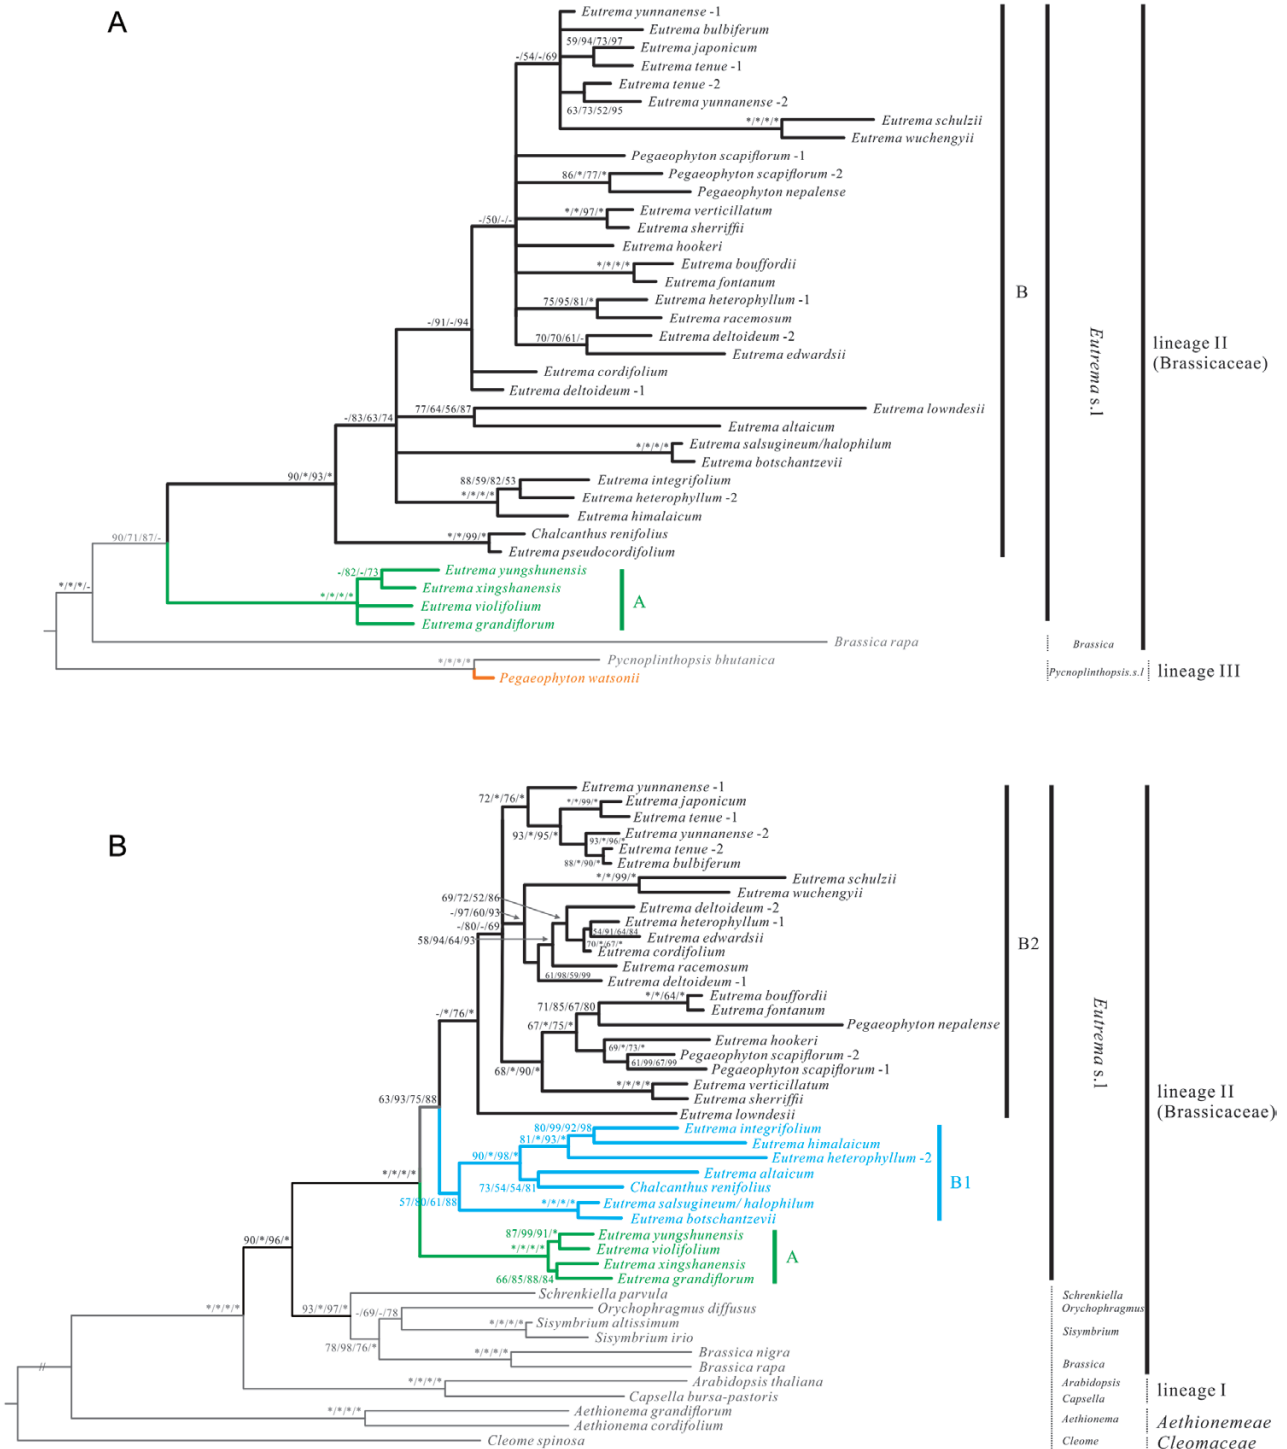 A
Eutrema yunnanense -1
Eutrema bulbiferum
59/94/73/97
Eutrema japonicum
-/54/-/69
Eutrema tenue -1
Eutrema tenue -2
Eutrema yunnanense -2
63/73/52/95
*/*/*/*
Eutrema schulzii
Eutrema wuchengyii
Pegaeophyton scapiflorum -1
86/*/77/*
Pegaeophyton scapiflorum -2
Pegaeophyton nepalense
*/*/97/*
Eutrema verticillatum
-/50/-/-
Eutrema sherriffii
Eutrema hookeri
*/*/*/*
Eutrema bouffordii
Eutrema fontanum
B
75/95/81/*
Eutrema heterophyllum -1
Eutrema racemosum
-/91/-/94
70/70/61/-
Eutrema deltoideum -2
Eutrema edwardsii
Eutrema s.l
lineage II
(Brassicaceae)
Eutrema cordifolium
Eutrema deltoideum -1
77/64/56/87
Eutrema lowndesii
-/83/63/74
Eutrema altaicum
*/*/*/*
Eutrema salsugineum/halophilum
Eutrema botschantzevii
90/*/93/*
88/59/82/53
Eutrema integrifolium
*/*/*/*
Eutrema heterophyllum -2
Eutrema himalaicum
90/71/87/-
*/*/99/*
Chalcanthus renifolius
Eutrema pseudocordifolium
-/82/-/73
Eutrema yungshunensis
*/*/*/-
Eutrema xingshanensis
*/*/*/*
Eutrema violifolium
A
Eutrema grandiflorum
Brassica rapa
Brassica
*/*/*/*
Pycnoplinthopsis bhutanica
Pegaeophyton watsonii
Pycnoplinthopsis.s.l
lineage III
B
Eutrema yunnanense -1
72/*/76/*
*/*/99/*
Eutrema japonicum
Eutrema tenue -1
93/*/95/*
Eutrema yunnanense -2
93/*/96/*
Eutrema tenue -2
88/*/90/*
Eutrema bulbiferum
*/*/99/*
Eutrema schulzii
Eutrema wuchengyii
69/72/52/86
Eutrema deltoideum -2
-/97/60/93
Eutrema heterophyllum -1
-/80/-/69
54/91/64/84
58/94/64/93
Eutrema edwardsii
70/*/67/*
Eutrema cordifolium
B2
Eutrema racemosum
61/98/59/99
Eutrema deltoideum -1
*/*/64/*
Eutrema bouffordii
71/85/67/80
Eutrema fontanum
-/*/76/*
67/*/75/*
Pegaeophyton nepalense
Eutrema hookeri
69/*/73/*
Pegaeophyton scapiflorum -2
61/99/67/99
68/*/90/*
Pegaeophyton scapiflorum -1
*/*/*/*
Eutrema verticillatum
Eutrema sherriffii
Eutrema s.l
lineage II
(Brassicaceae)
63/93/75/88
Eutrema lowndesii
80/99/92/98
Eutrema integrifolium
81/*/93/*
Eutrema himalaicum
90/*/98/*
Eutrema heterophyllum -2
*/*/*/*
Eutrema altaicum
73/54/54/81
Chalcanthus renifolius
B1
57/80/61/88
*/*/*/*
Eutrema salsugineum/ halophilum
Eutrema botschantzevii
87/99/91/*
Eutrema yungshunensis
90/*/96/*
*/*/*/*
Eutrema violifolium
A
Eutrema xingshanensis
66/85/88/84
Eutrema grandiflorum
Schrenkiella parvula
Schrenkiella
*/*/*/*
93/*/97/*
-/69/-/78
Orychophragmus diffusus
Orychophragmus
*/*/*/*
Sisymbrium altissimum
Sisymbrium
Sisymbrium irio
78/98/76/*
*/*/*/*
Brassica nigra
Brassica
Brassica rapa
//
*/*/*/*
Arabidopsis thaliana
Arabidopsis
lineage I
Capsella bursa-pastoris
Capsella
*/*/*/*
Aethionema grandiflorum
Aethionema
Aethionemeae
Aethionema cordifolium
Cleome spinosa
Cleome
Cleomaceae